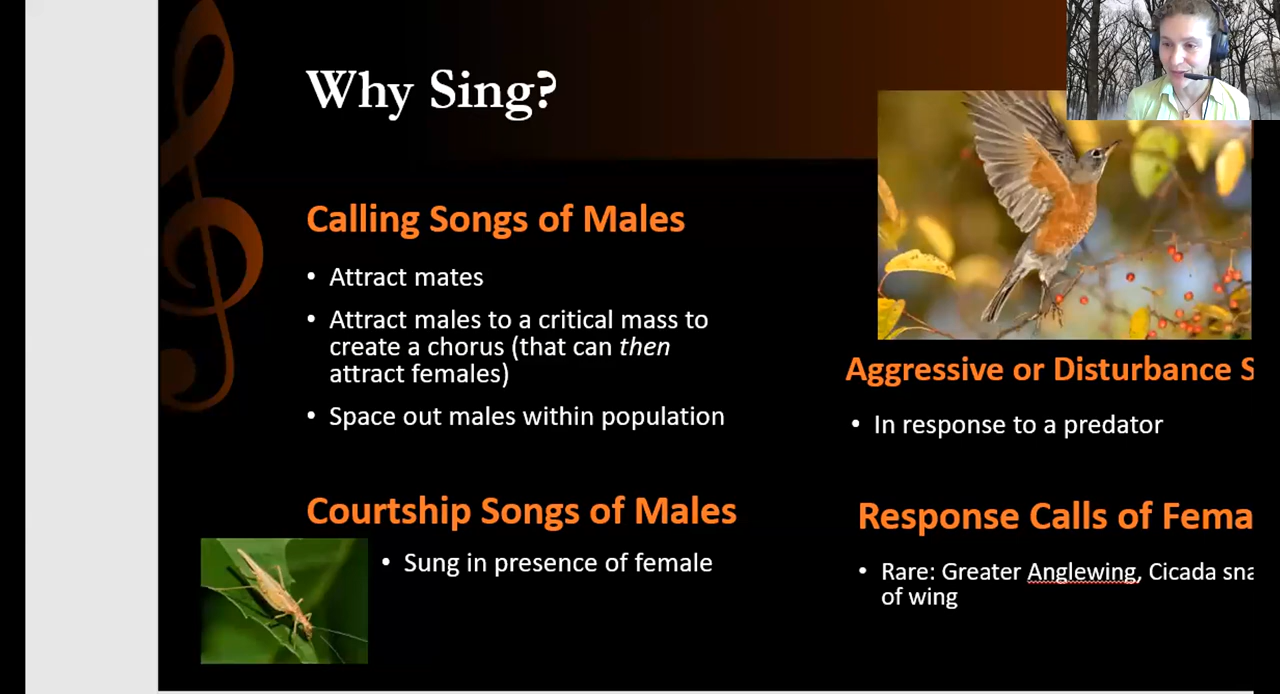 Why Sing?
Calling Songs of Males
• Attract mates
• Attract males to a critical mass to
create a chorus (that can then
attract females)
• Space out males within population
Courtship Songs of Males
• Sung in presence of female
Aggressive or Disturbance S
• In response to a predator
Response Calls of Fema
• Rare: Greater Anglewing, Cicada sna
of wing